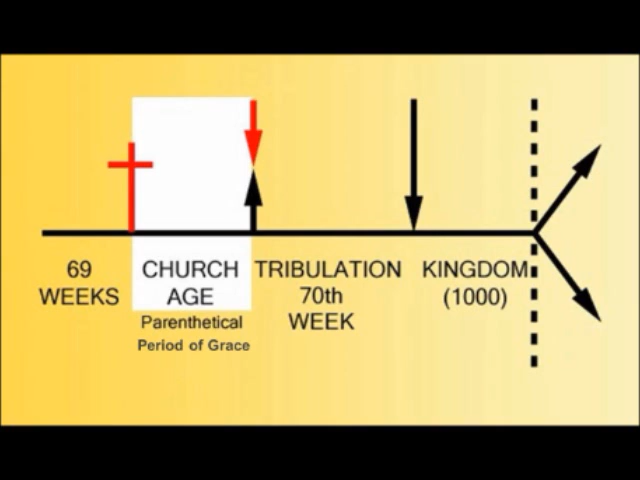 69
WEEKS
CHURCH
AGE
Parenthetical
Period of Grace
TRIBULATION
70th
WEEK
KINGDOM
(1000)